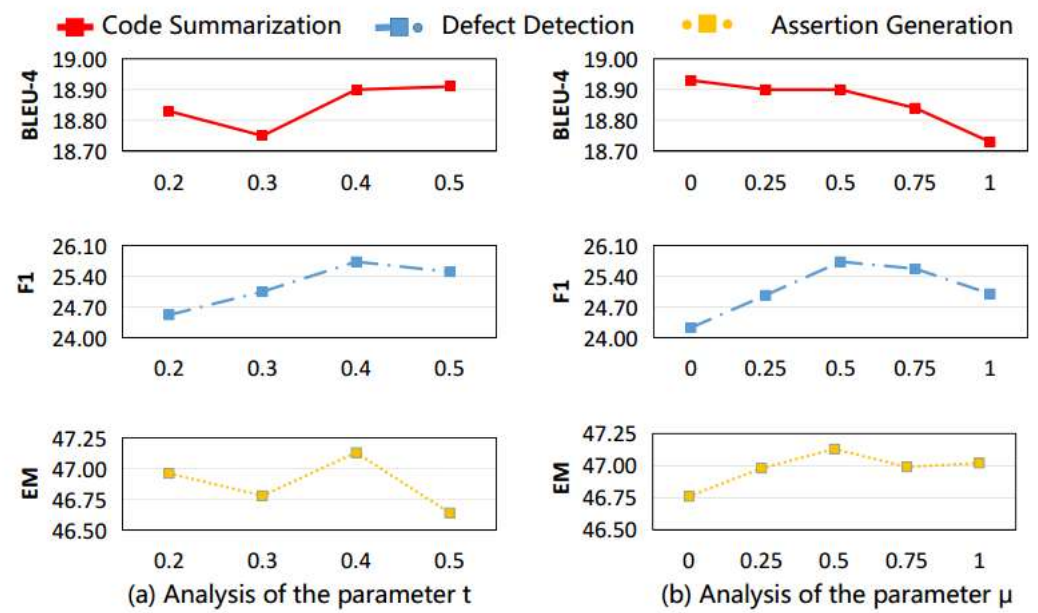 Code Summarization Defect Detection Assertion Generation
BLEU-4
19.00
18.90
18.80
18.70
0.2 0.3 0.4 0.5
BLEU-4
19.00
18.90
18.80
18.70
0 0.25 0.5 0.75 1
F1
26.10
25.40
24.70
24.00
0.2 0.3 0.4 0.5
F1
26.10
25.40
24.70
24.00
0 0.25 0.5 0.75 1
EM
47.25
47.00
46.75
46.50
0.2 0.3 0.4 0.5
EM
47.25
47.00
46.75
46.50
0 0.25 0.5 0.75 1
(a) Analysis of the parameter t
(b) Analysis of the parameter μ